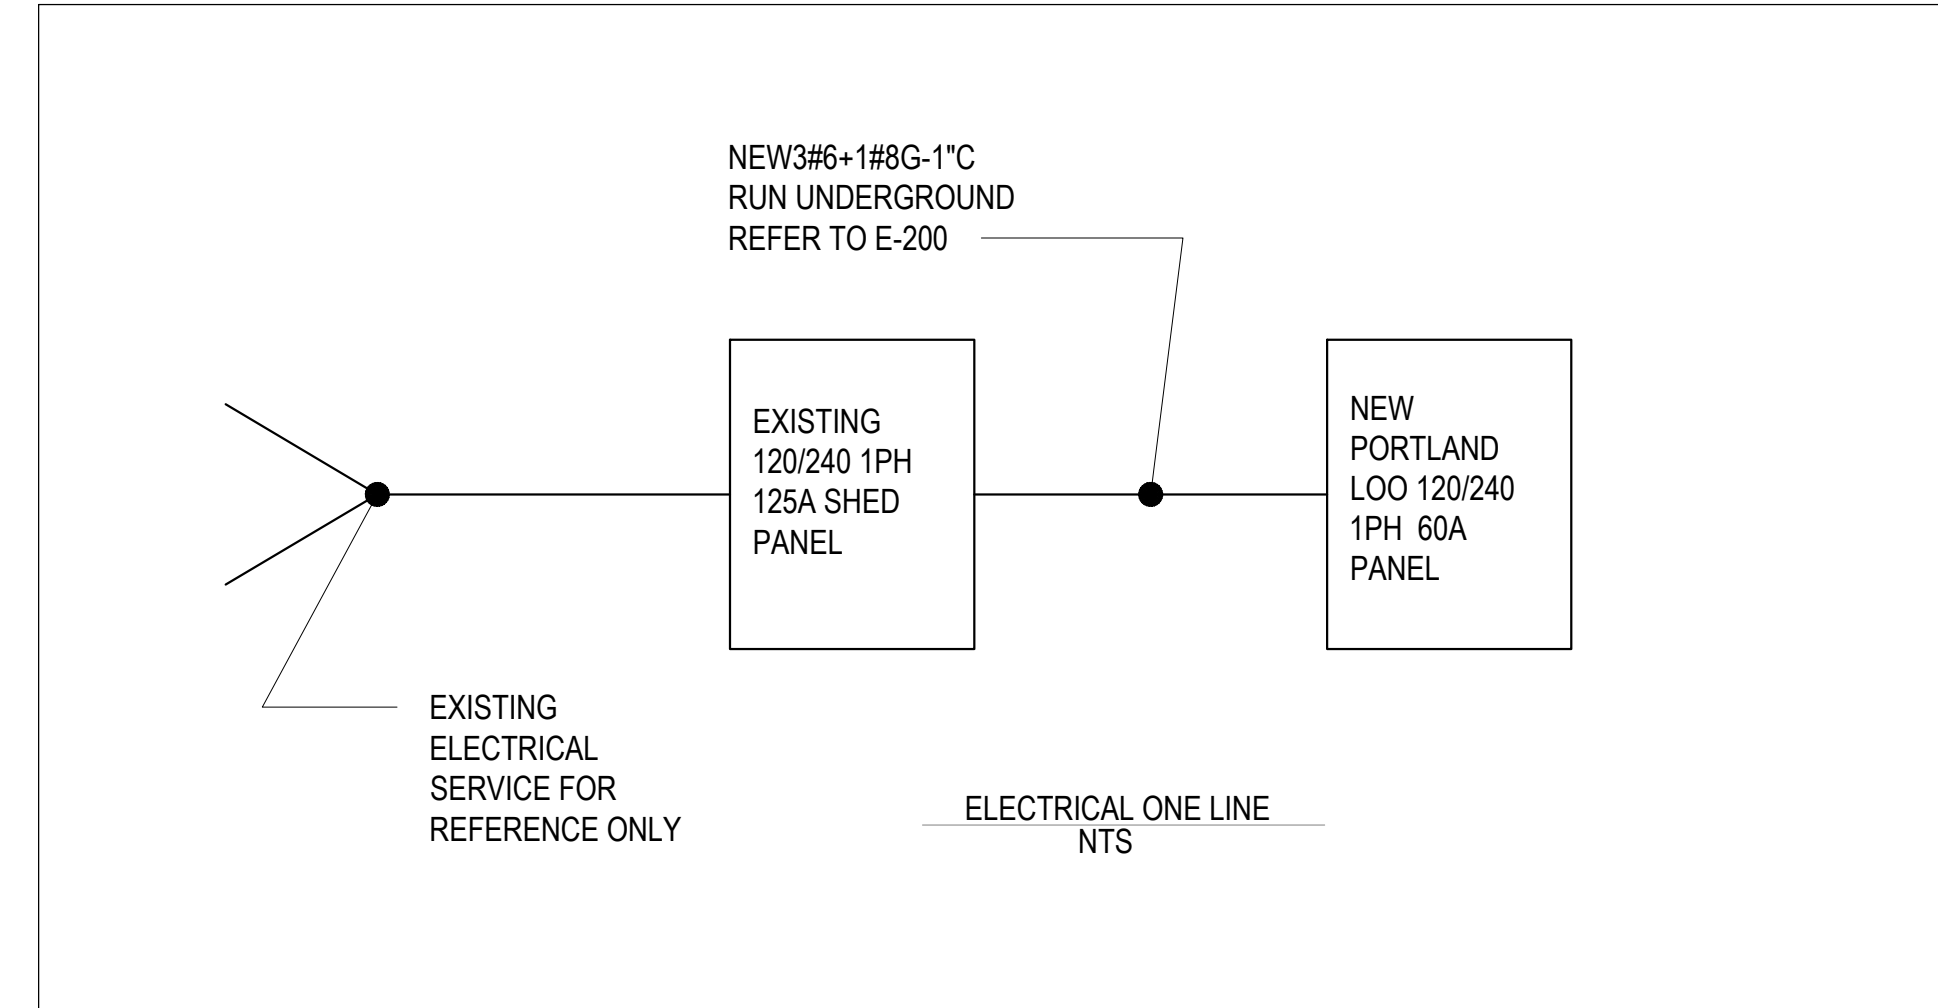 NEW3#6+1#8G-1"C
RUN UNDERGROUND
REFER TO E-200
EXISTING
120/240 1PH
125A SHED
PANEL
NEW
PORTLAND
LOO 120/240
1PH  60A
PANEL
EXISTING
ELECTRICAL
SERVICE FOR
REFERENCE ONLY
ELECTRICAL ONE LINE
NTS